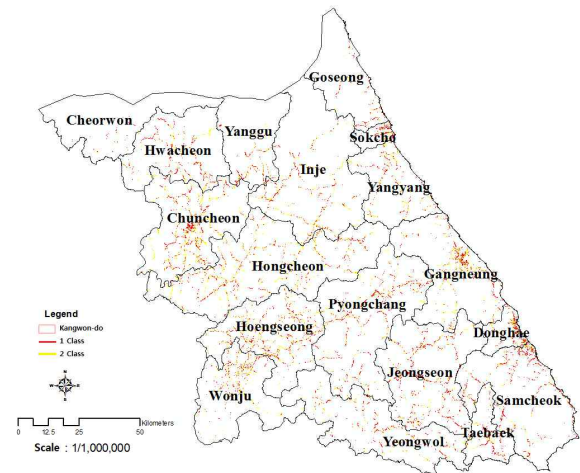 Goseong
Cheorwon
Yanggu
Sokcho
Hwacheon
Inje
Yangyang
Chuncheon
Hongcheon
Gangneung
Pyongchang
Legend
Kangwon-do
1 Class
2 Class
Hoengseong
Donghae
Jeongseon
N
W E
S
Wonju
Samcheok
Taebaek
Yeongwol
Kilometers
0 12.5 25 50
Scale : 1/1,000,000